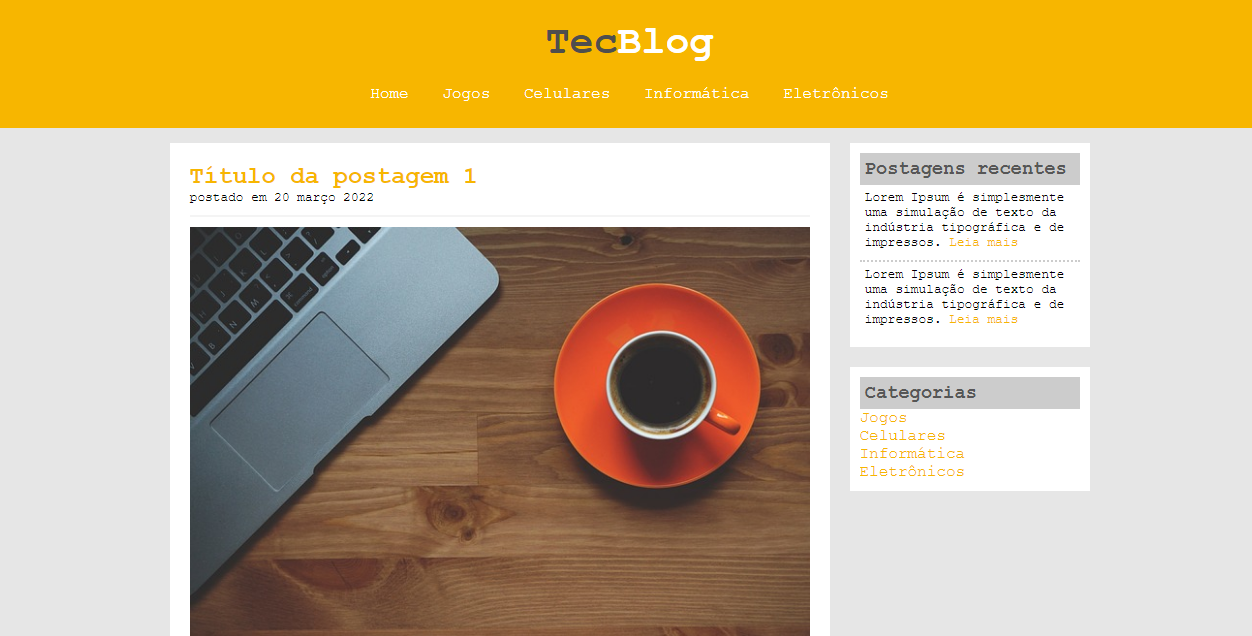 TecBlog
Home Jogos Celulares Informática Eletrônicos
Título da postagem 1
postado em 20 março 2022
Postagens recentes
Lorem Ipsum é simplesmente
uma simulação de texto da
indústria tipográfica e de
impressos. Leia mais
Lorem Ipsum é simplesmente
uma simulação de texto da
indústria tipográfica e de
impressos. Leia mais
Categorias
Jogos
Celulares
Informática
Eletrônicos